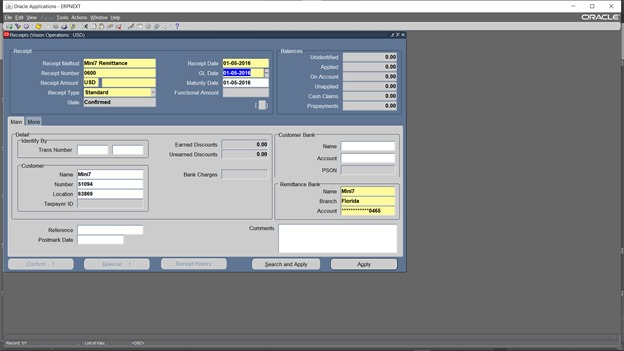 Oracle Applications - ERPNEXT
File Edit View Tools Actions Window Help
ORACLE
Receipts (Vision Operations USD)
Receipt
Receipt Method Mini7 Remittance
Receipt Number 0600
Receipt Amount USD
Receipt Type Standard
State Confirmed
Receipt Date 01-05-2016
GL Date 01-05-2016
Maturity Date 01-05-2016
Functional Amount
[ ]
Balances
Unidentified 0.00
Applied 0.00
On Account 0.00
Unapplied 0.00
Cash Claims 0.00
Prepayments 0.00
Main More
Detail
Identify By
Trans Number
Customer
Name Mini7
Number 51094
Location 63869
Taxpayer ID
Earned Discounts 0.00
Unearned Discounts 0.00
Bank Charges
Customer Bank
Name
Account
PSON
Remittance Bank
Name Mini7
Branch Florida
Account ************0465
Reference
Postmark Date
Comments
Confirm... 1 Reverse... 1 Receipt History Search and Apply Apply
Record: 1/1 ... List of Valu... <OSC>